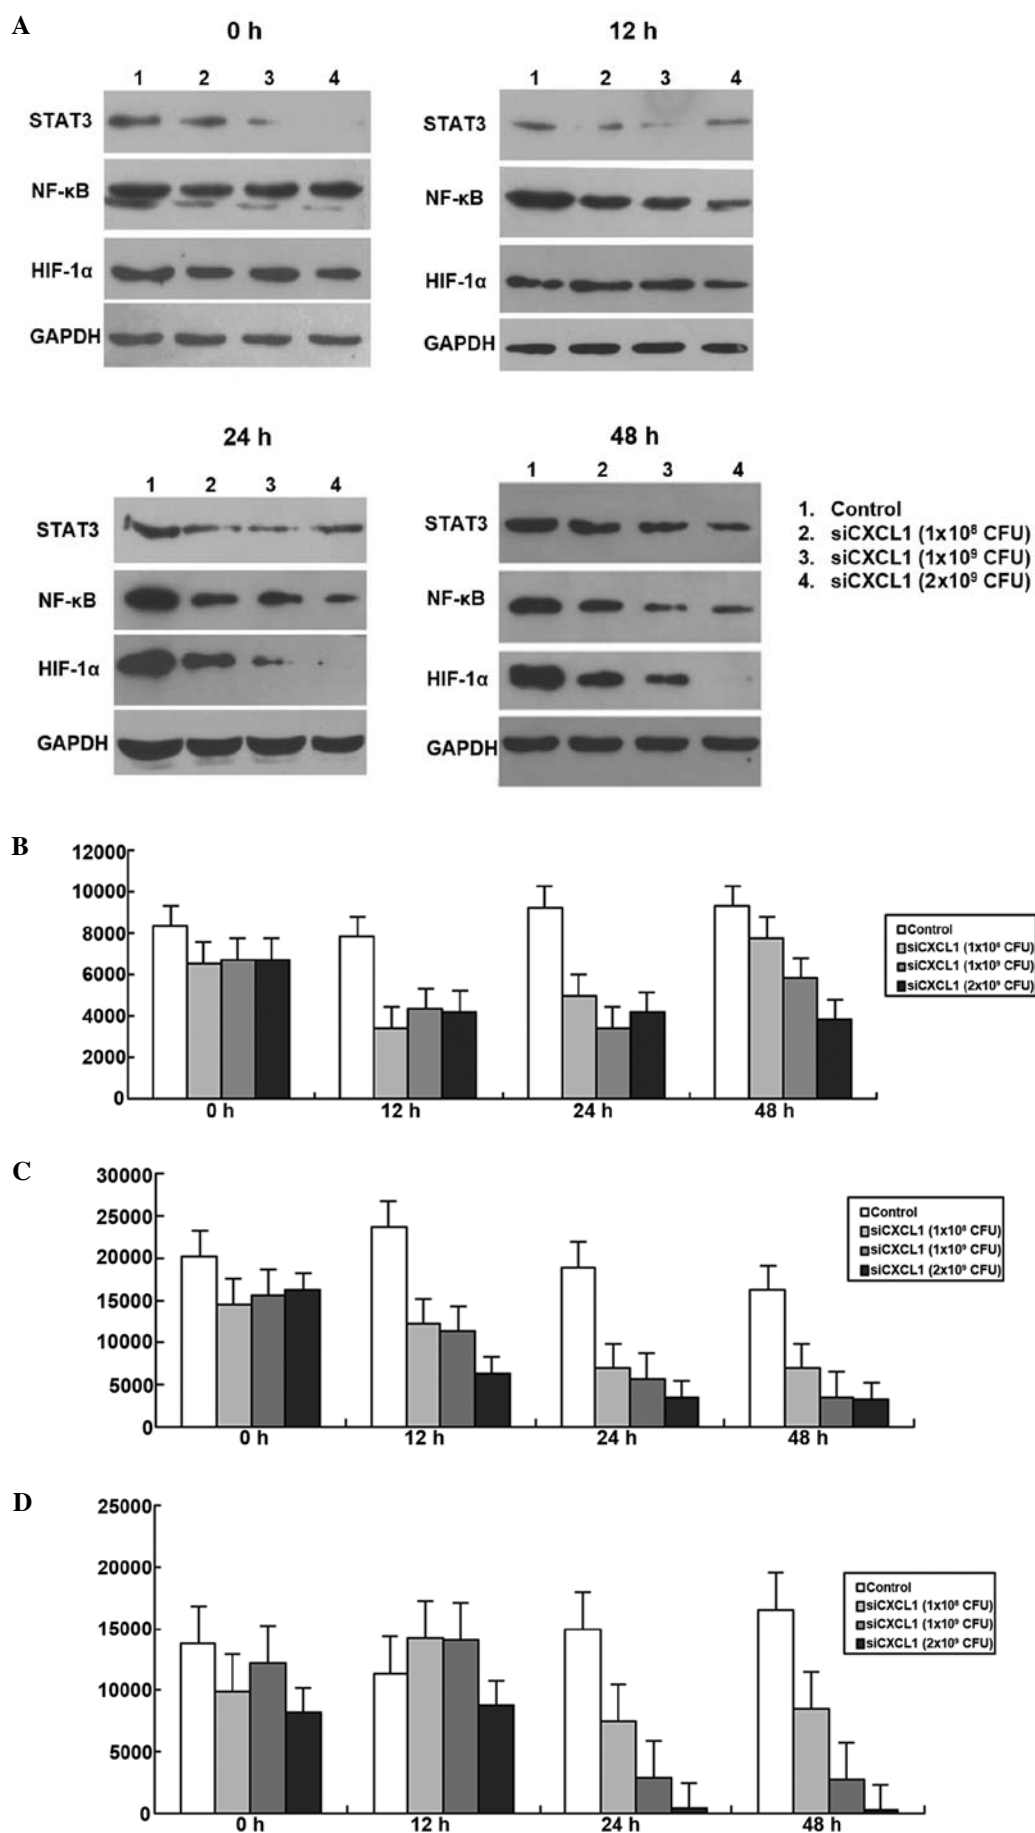 A
0 h
1 2 3 4
STAT3
NF-κB
HIF-1α
GAPDH
12 h
1 2 3 4
STAT3
NF-κB
HIF-1α
GAPDH
24 h
1 2 3 4
STAT3
NF-κB
HIF-1α
GAPDH
48 h
1 2 3 4
STAT3
NF-κB
HIF-1α
GAPDH
1. Control
2. siCXCL1 (1x10⁸ CFU)
3. siCXCL1 (1x10⁹ CFU)
4. siCXCL1 (2x10⁹ CFU)
B
12000
10000
8000
6000
4000
2000
0
0 h 12 h 24 h 48 h
Control
siCXCL1 (1x10⁸ CFU)
siCXCL1 (1x10⁹ CFU)
siCXCL1 (2x10⁹ CFU)
C
30000
25000
20000
15000
10000
5000
0
0 h 12 h 24 h 48 h
Control
siCXCL1 (1x10⁸ CFU)
siCXCL1 (1x10⁹ CFU)
siCXCL1 (2x10⁹ CFU)
D
25000
20000
15000
10000
5000
0
0 h 12 h 24 h 48 h
Control
siCXCL1 (1x10⁸ CFU)
siCXCL1 (1x10⁹ CFU)
siCXCL1 (2x10⁹ CFU)